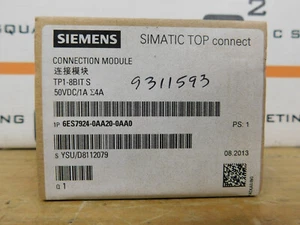 SIEMENS SIMATIC TOP connect
CONNECTION MODULE
连接模块
TP1-8BIT S
50VDC/1A Σ4A
9311593
1P 6ES7924-0AA20-0AA0 PS: 1
S YSU/D8112079 08.2013
Q 1